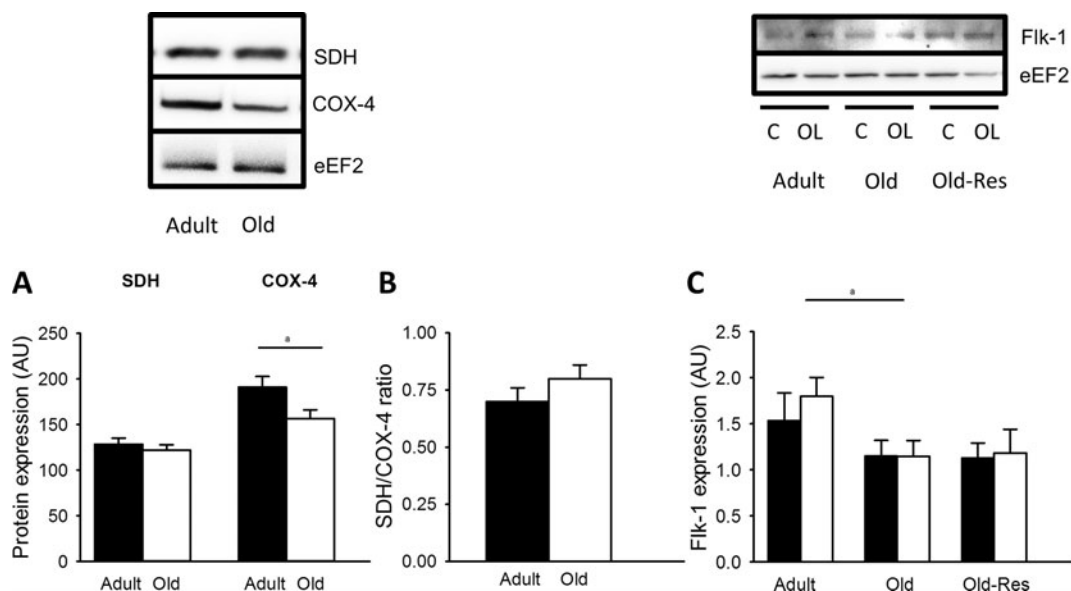 SDH
COX-4
eEF2
Adult Old
Flk-1
eEF2
C OL C OL C OL
Adult Old Old-Res
A SDH COX-4
Protein expression (AU)
250
200
150
100
50
0
a
Adult Old Adult Old
B
SDH/COX-4 ratio
1.00
0.75
0.50
0.25
0.00
Adult Old
C
Flk-1 expression (AU)
2.5
2.0
1.5
1.0
0.5
0.0
a
Adult Old Old-Res